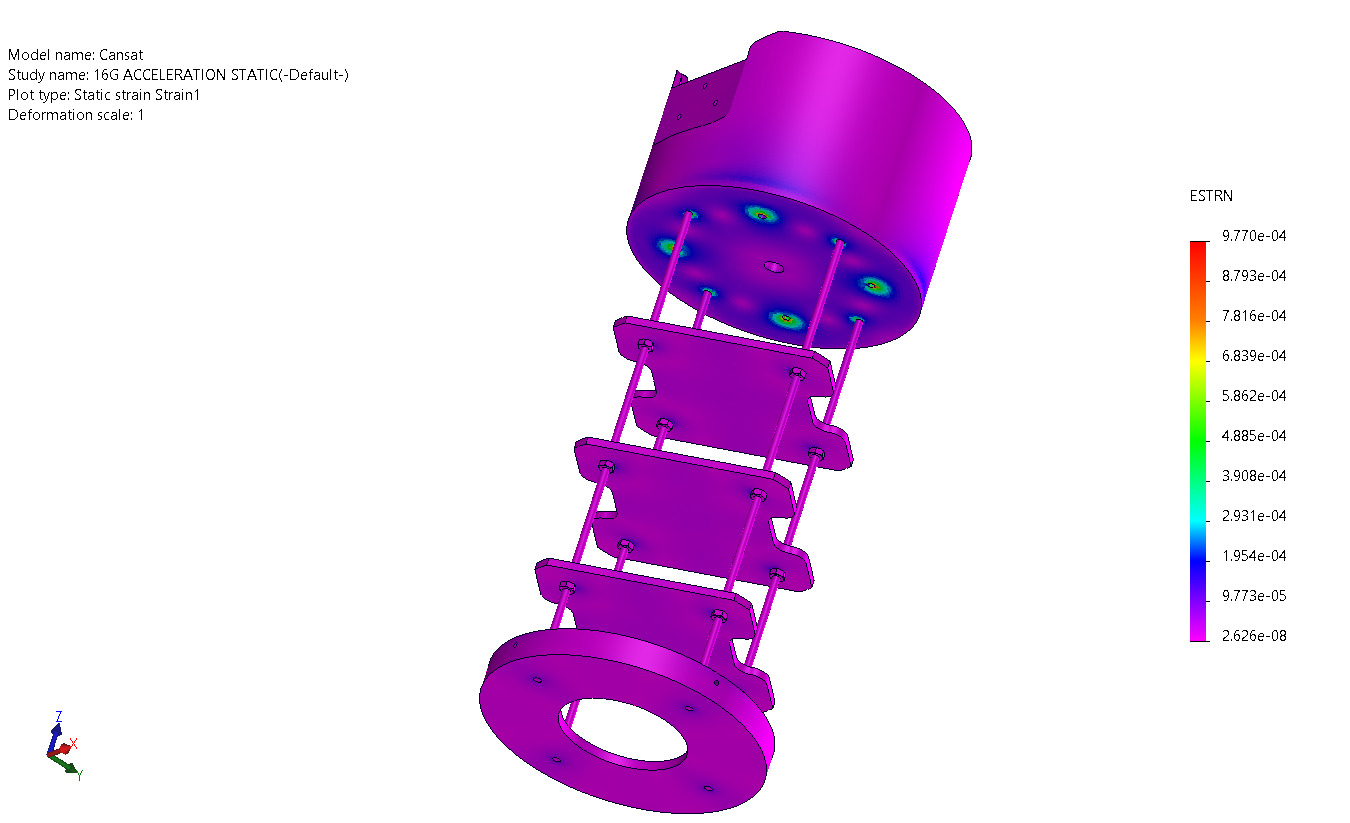 Model name: Cansat
Study name: 16G ACCELERATION STATIC(-Default-)
Plot type: Static strain Strain1
Deformation scale: 1
ESTRN
9.770e-04
8.793e-04
7.816e-04
6.839e-04
5.862e-04
4.885e-04
3.908e-04
2.931e-04
1.954e-04
9.773e-05
2.626e-08
Z
X
Y